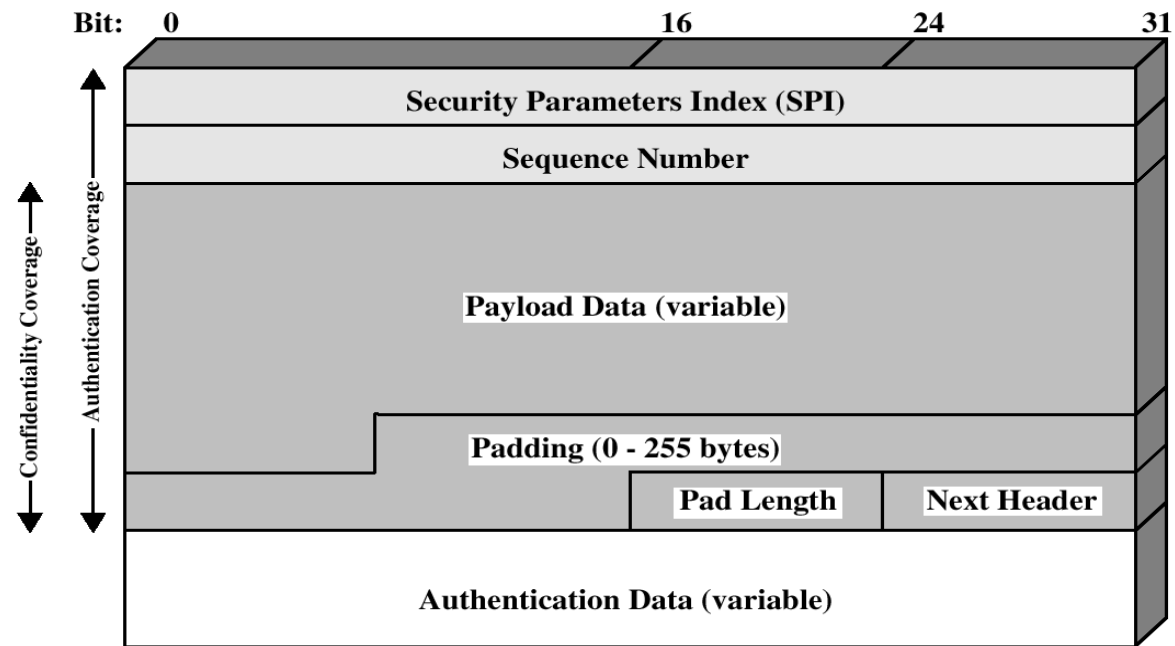 Bit: 0 16 24 31
Security Parameters Index (SPI)
Sequence Number
Payload Data (variable)
Padding (0 - 255 bytes)
Pad Length
Next Header
Authentication Data (variable)
Confidentiality Coverage
Authentication Coverage